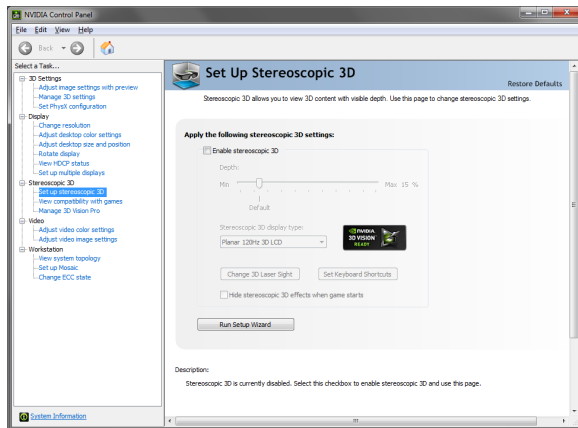 NVIDIA Control Panel
File Edit View Help
Back
Select a Task...
3D Settings
Adjust image settings with preview
Manage 3D settings
Set PhysX configuration
Display
Change resolution
Adjust desktop color settings
Adjust desktop size and position
Rotate display
View HDCP status
Set up multiple displays
Stereoscopic 3D
Set up stereoscopic 3D
View compatibility with games
Manage 3D Vision Pro
Video
Adjust video color settings
Adjust video image settings
Workstation
View system topology
Set up Mosaic
Change ECC state
System Information
Set Up Stereoscopic 3D
Restore Defaults
Stereoscopic 3D allows you to view 3D content with visible depth. Use this page to change stereoscopic 3D settings.
Apply the following stereoscopic 3D settings:
Enable stereoscopic 3D
Depth:
Min Max 15 %
Default
Stereoscopic 3D display type:
Planar 120Hz 3D LCD
NVIDIA
3D VISION
READY
Change 3D Laser Sight Set Keyboard Shortcuts
Hide stereoscopic 3D effects when game starts
Run Setup Wizard
Description:
Stereoscopic 3D is currently disabled. Select this checkbox to enable stereoscopic 3D and use this page.